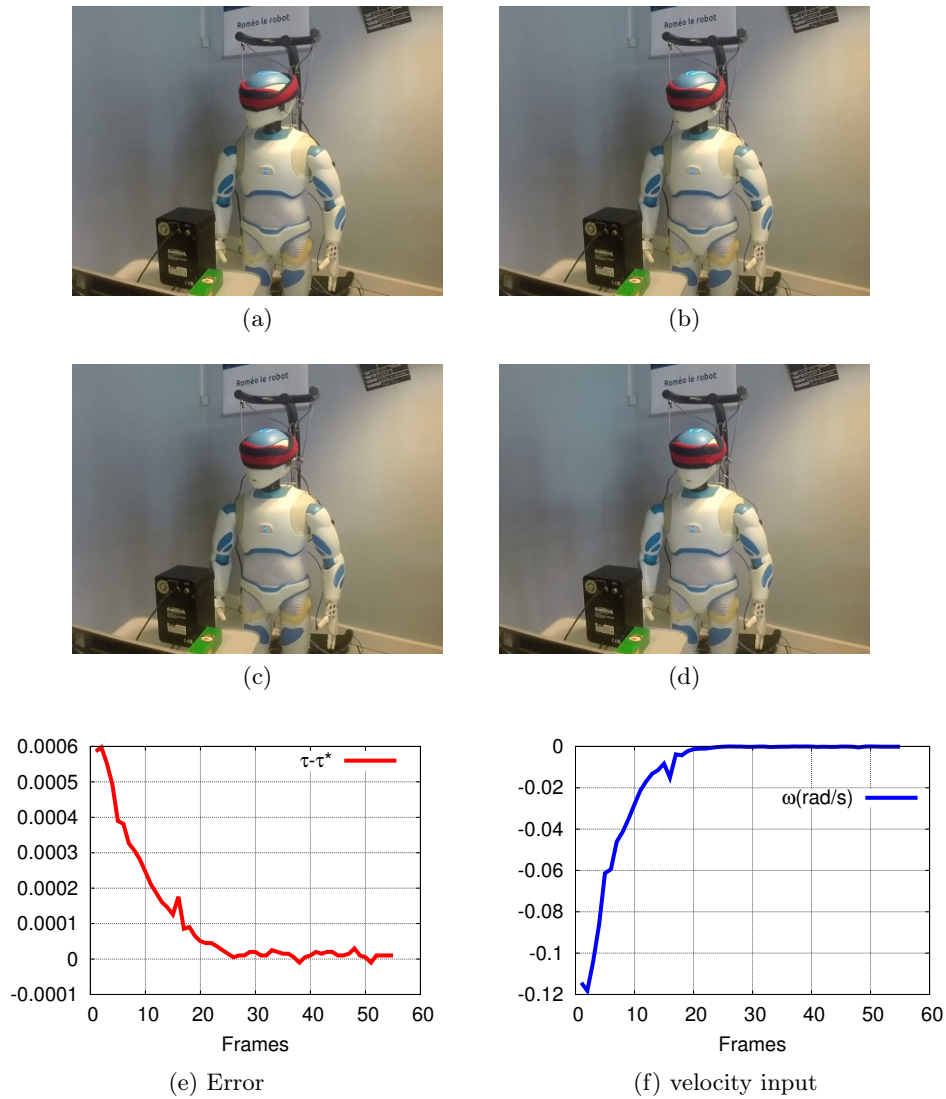 Roméo le robot
Roméo le robot
(a)
(b)
Roméo le robot
Roméo le robot
(c)
(d)
0.0006
0.0005
0.0004
0.0003
0.0002
0.0001
0
-0.0001
0 10 20 30 40 50 60
Frames
τ-τ*
(e) Error
0
-0.02
-0.04
-0.06
-0.08
-0.1
-0.12
0 10 20 30 40 50 60
Frames
ω(rad/s)
(f) velocity input